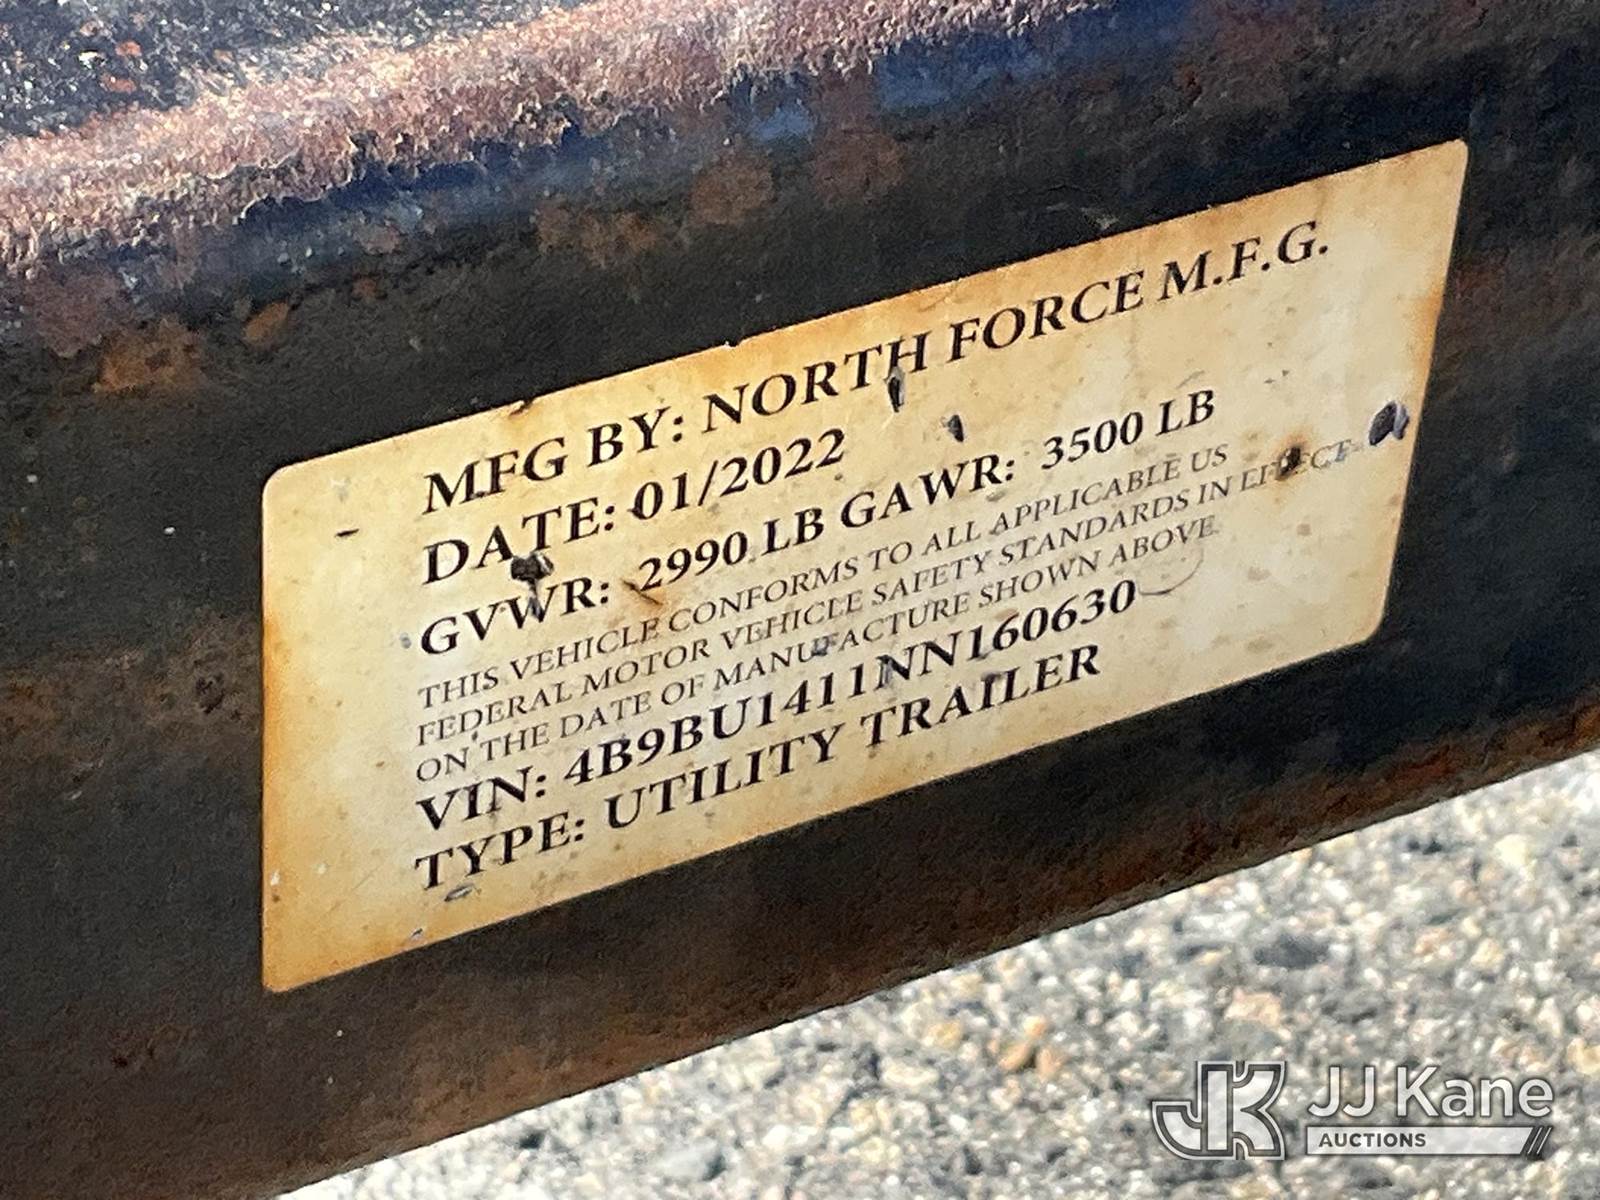 MFG BY: NORTH FORCE M.F.G.
DATE: 01/2022
GVWR: 2990 LB GAWR: 3500 LB
THIS VEHICLE CONFORMS TO ALL APPLICABLE US
FEDERAL MOTOR VEHICLE SAFETY STANDARDS IN EFFECT
ON THE DATE OF MANUFACTURE SHOWN ABOVE.
VIN: 4B9BU1411NN160630
TYPE: UTILITY TRAILER
JK JJ Kane
AUCTIONS